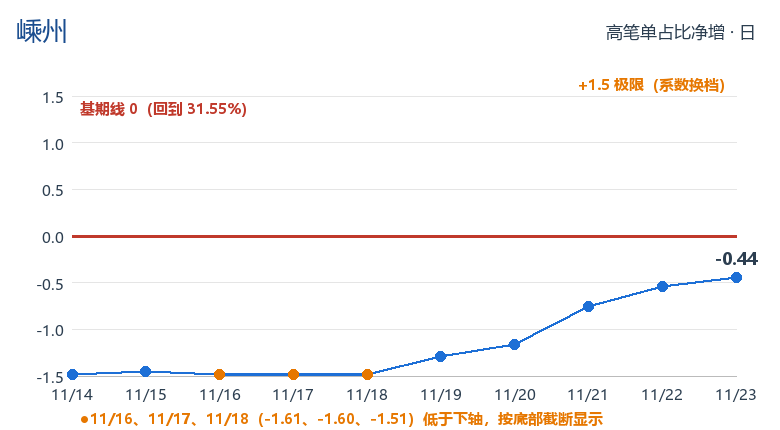 嵊州
高笔单占比净增 · 日
+1.5 极限（系数换档）
基期线 0（回到 31.55%）
1.5
1.0
0.5
0.0
-0.5
-1.0
-1.5
-0.44
11/14 11/15 11/16 11/17 11/18 11/19 11/20 11/21 11/22 11/23
●11/16、11/17、11/18（-1.61、-1.60、-1.51）低于下轴，按底部截断显示